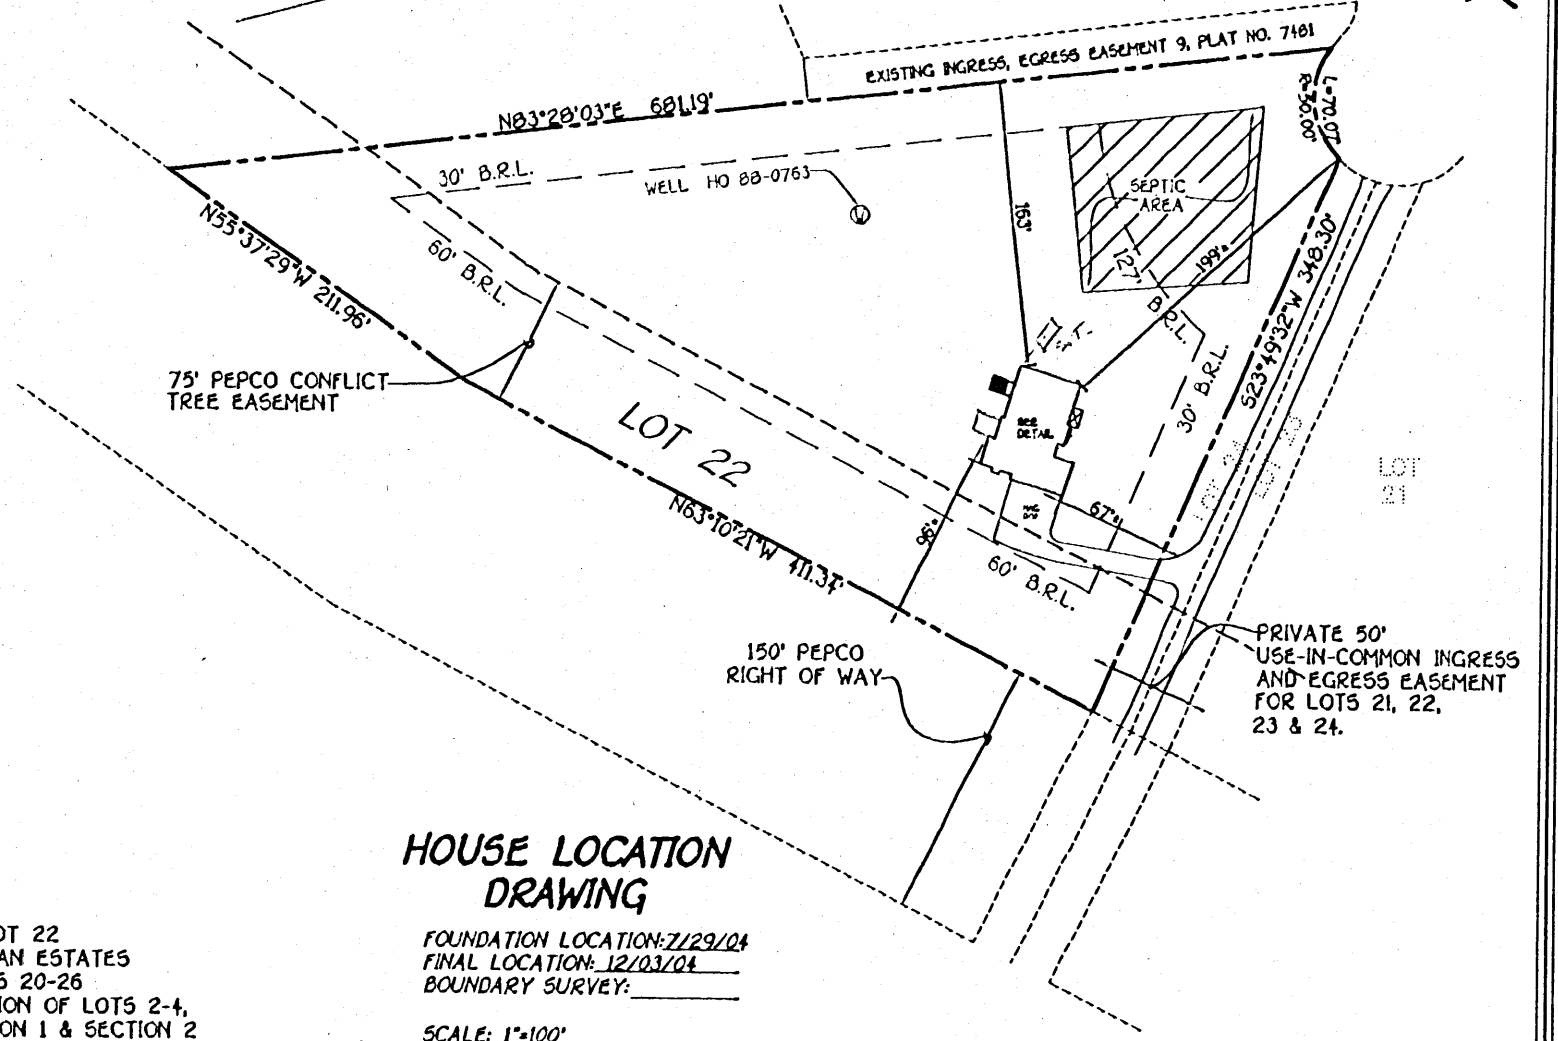 EXISTING INGRESS, EGRESS EASEMENT 9, PLAT NO. 7481
N83°28'03"E 681.19'
L=70.07'
R=50.00'
30' B.R.L.
WELL HO 88-0763
W
SEPTIC
AREA
163'
127'
199'±
B.R.L.
N55°37'29"W 211.96'
60' B.R.L.
S23°49'32"W 348.30'
30' B.R.L.
75' PEPCO CONFLICT
TREE EASEMENT
LOT 22
SEE
DETAIL
LOT
21
N63°10'21"W 411.34'
96'±
67'±
60' B.R.L.
150' PEPCO
RIGHT OF WAY
PRIVATE 50'
USE-IN-COMMON INGRESS
AND EGRESS EASEMENT
FOR LOTS 21, 22,
23 & 24.
HOUSE LOCATION
DRAWING
FOUNDATION LOCATION: 7/29/04
FINAL LOCATION: 12/03/04
BOUNDARY SURVEY:
SCALE: 1"=100'
OT 22
AN ESTATES
S 20-26
ION OF LOTS 2-4,
ON 1 & SECTION 2